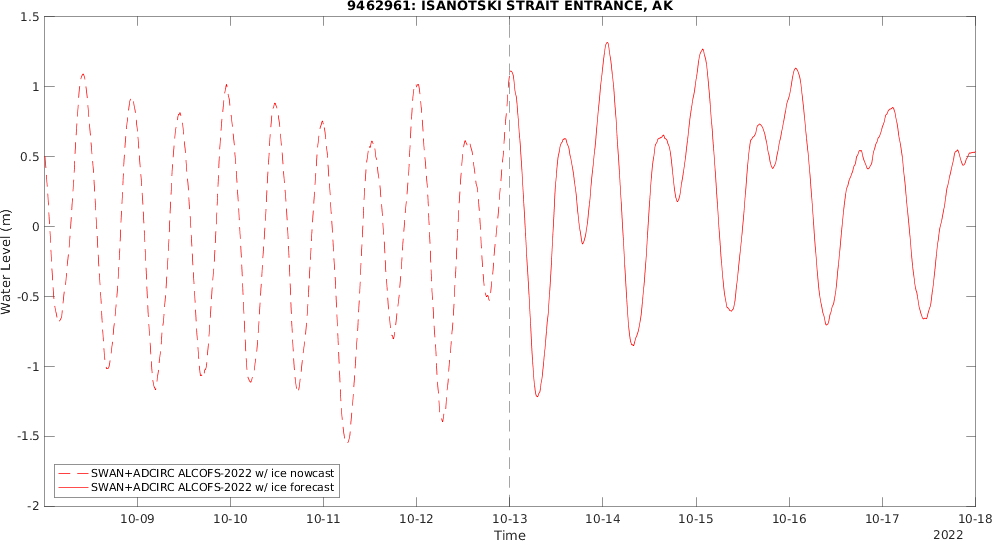 9462961: ISANOTSKI STRAIT ENTRANCE, AK
1.5
1
0.5
0
-0.5
-1
-1.5
-2
Water Level (m)
SWAN+ADCIRC ALCOFS-2022 w/ ice nowcast
SWAN+ADCIRC ALCOFS-2022 w/ ice forecast
10-09 10-10 10-11 10-12 10-13 10-14 10-15 10-16 10-17 10-18
Time
2022